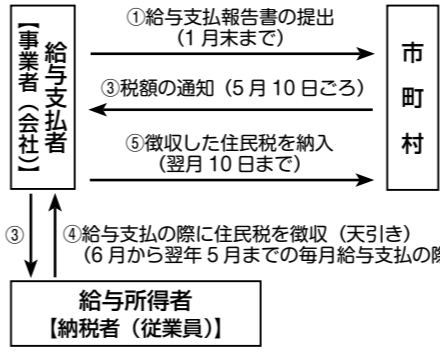 ①給与支払報告書の提出
(1月末まで)
給与支払者
【事業者(会社)】
③税額の通知(5月10日ごろ)
市町村
⑤徴収した住民税を納入
(翌月10日まで)
③
④給与支払の際に住民税を徴収(天引き)
(6月から翌年5月までの毎月給与支払の際
給与所得者
【納税者(従業員)】